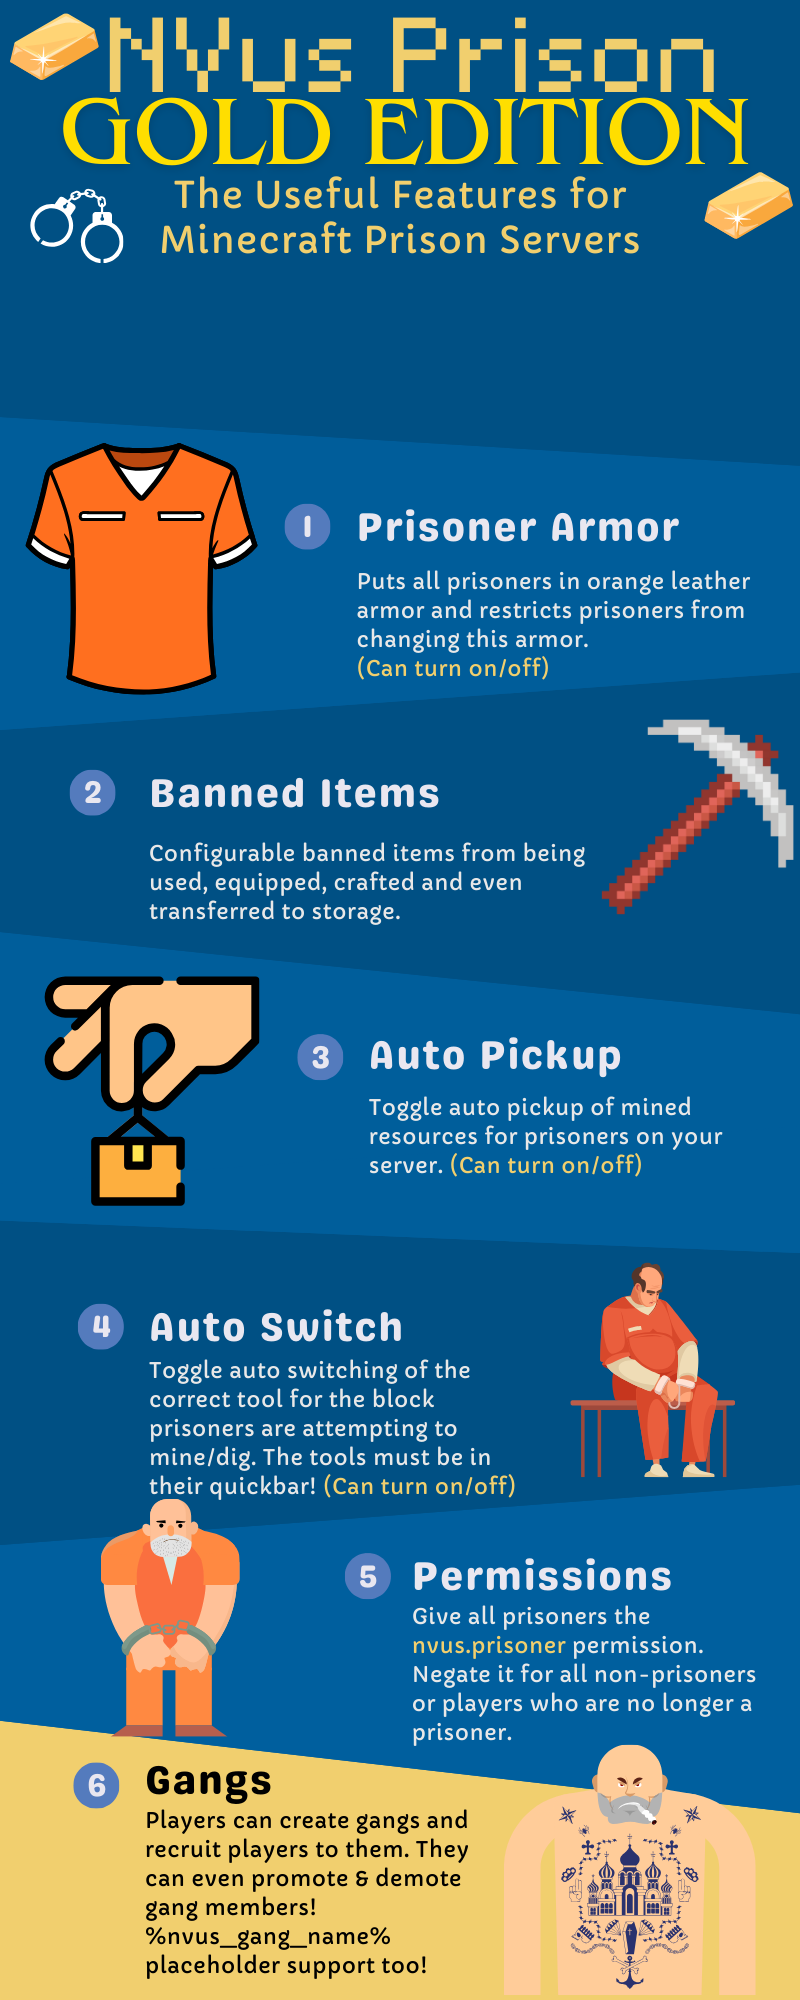 NVus Prison
GOLD EDITION
The Useful Features for
Minecraft Prison Servers
1 Prisoner Armor
Puts all prisoners in orange leather
armor and restricts prisoners from
changing this armor.
(Can turn on/off)
2 Banned Items
Configurable banned items from being
used, equipped, crafted and even
transferred to storage.
3 Auto Pickup
Toggle auto pickup of mined
resources for prisoners on your
server. (Can turn on/off)
4 Auto Switch
Toggle auto switching of the
correct tool for the block
prisoners are attempting to
mine/dig. The tools must be in
their quickbar! (Can turn on/off)
5 Permissions
Give all prisoners the
nvus.prisoner permission.
Negate it for all non-prisoners
or players who are no longer a
prisoner.
6 Gangs
Players can create gangs and
recruit players to them. They
can even promote & demote
gang members!
%nvus_gang_name%
placeholder support too!